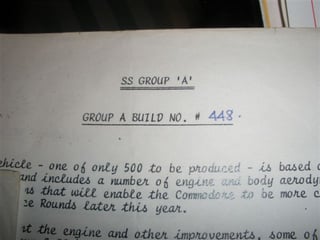 SS GROUP 'A'
GROUP A BUILD NO. # 448.
vehicle - one of only 500 to be produced - is based
and includes a number of engine and body aerody
that will enable the Commodore to be more c
Rounds later this year.
the engine and other improvements, some of